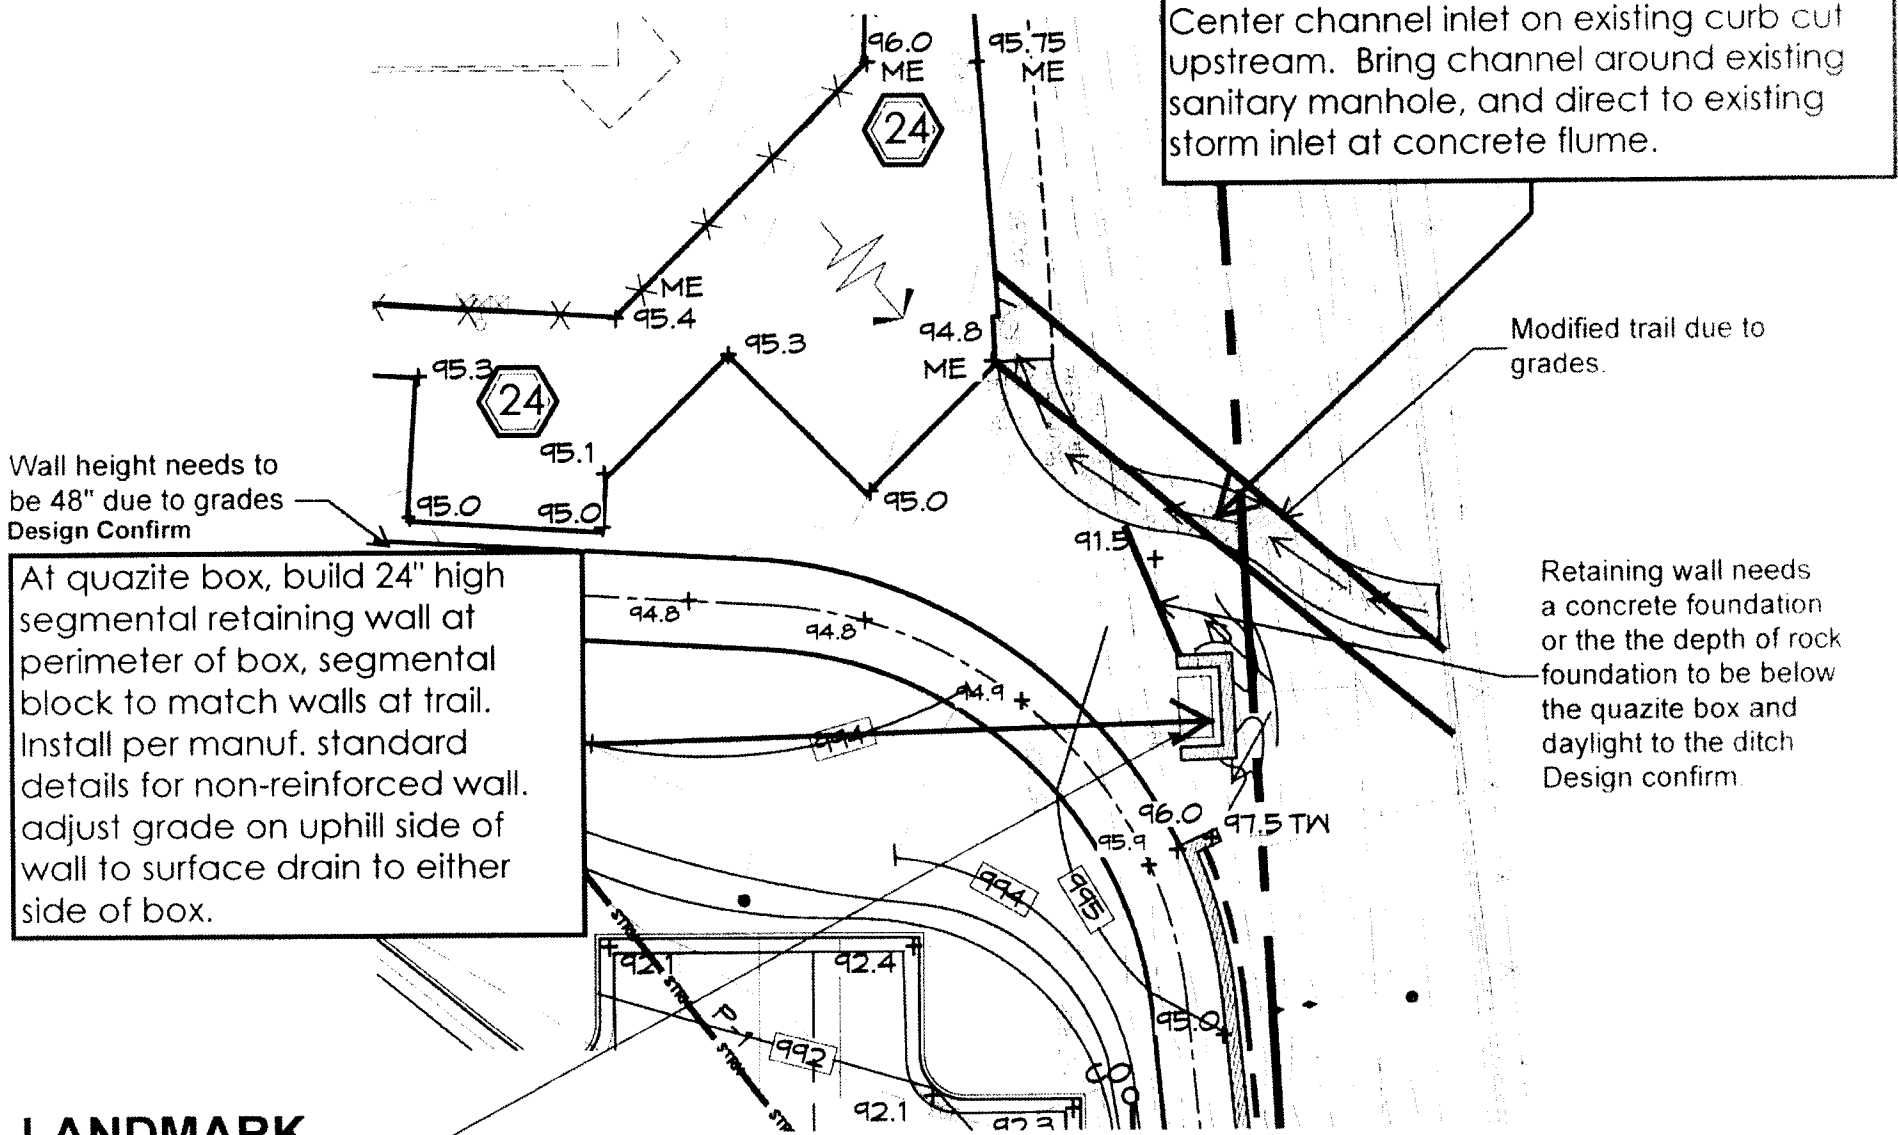 Center channel inlet on existing curb cut
upstream. Bring channel around existing
sanitary manhole, and direct to existing
storm inlet at concrete flume.
96.0
ME
95.75
ME
24
ME
95.4
95.3
94.8
ME
Modified trail due to
grades.
95.3
24
95.1
95.0
95.0
95.0
Wall height needs to
be 48" due to grades
Design Confirm
91.5
At quazite box, build 24" high
segmental retaining wall at
perimeter of box, segmental
block to match walls at trail.
Install per manuf. standard
details for non-reinforced wall.
adjust grade on uphill side of
wall to surface drain to either
side of box.
Retaining wall needs
a concrete foundation
or the the depth of rock
foundation to be below
the quazite box and
daylight to the ditch
Design confirm
94.8
94.8
94.9
994
96.0
97.5 TW
95.9
994
995
STRM
92.1
92.4
STRM
P-1
STRM
992
95.0
92.1
92.3
LANDMARK